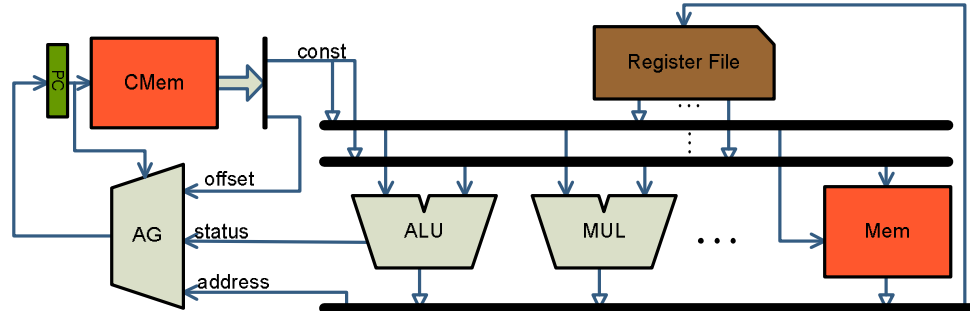 const
Register File
PC
CMem
offset
AG
status
ALU
MUL
Mem
address